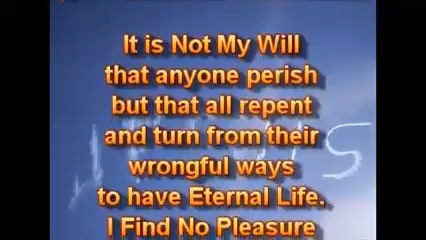 It is Not My Will
that anyone perish
but that all repent
and turn from their
wrongful ways
to have Eternal Life.
I Find No Pleasure